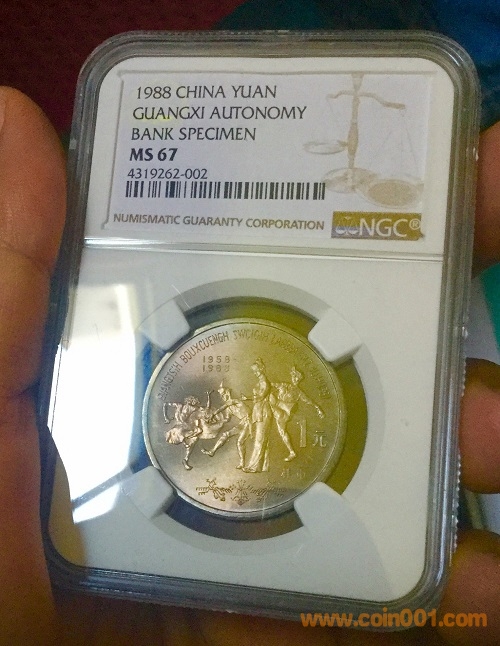 1988 CHINA YUAN
GUANGXI AUTONOMY
BANK SPECIMEN
MS 67
4319262-002
NUMISMATIC GUARANTY CORPORATION NGC®
BOUXCUENGH
1958-
1988
1元
www.coin001.com